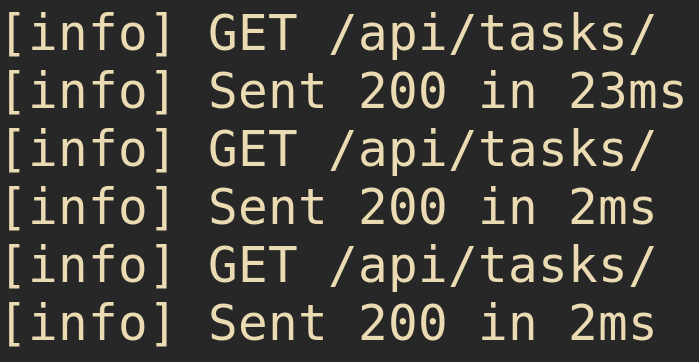 [info] GET /api/tasks/
[info] Sent 200 in 23ms
[info] GET /api/tasks/
[info] Sent 200 in 2ms
[info] GET /api/tasks/
[info] Sent 200 in 2ms